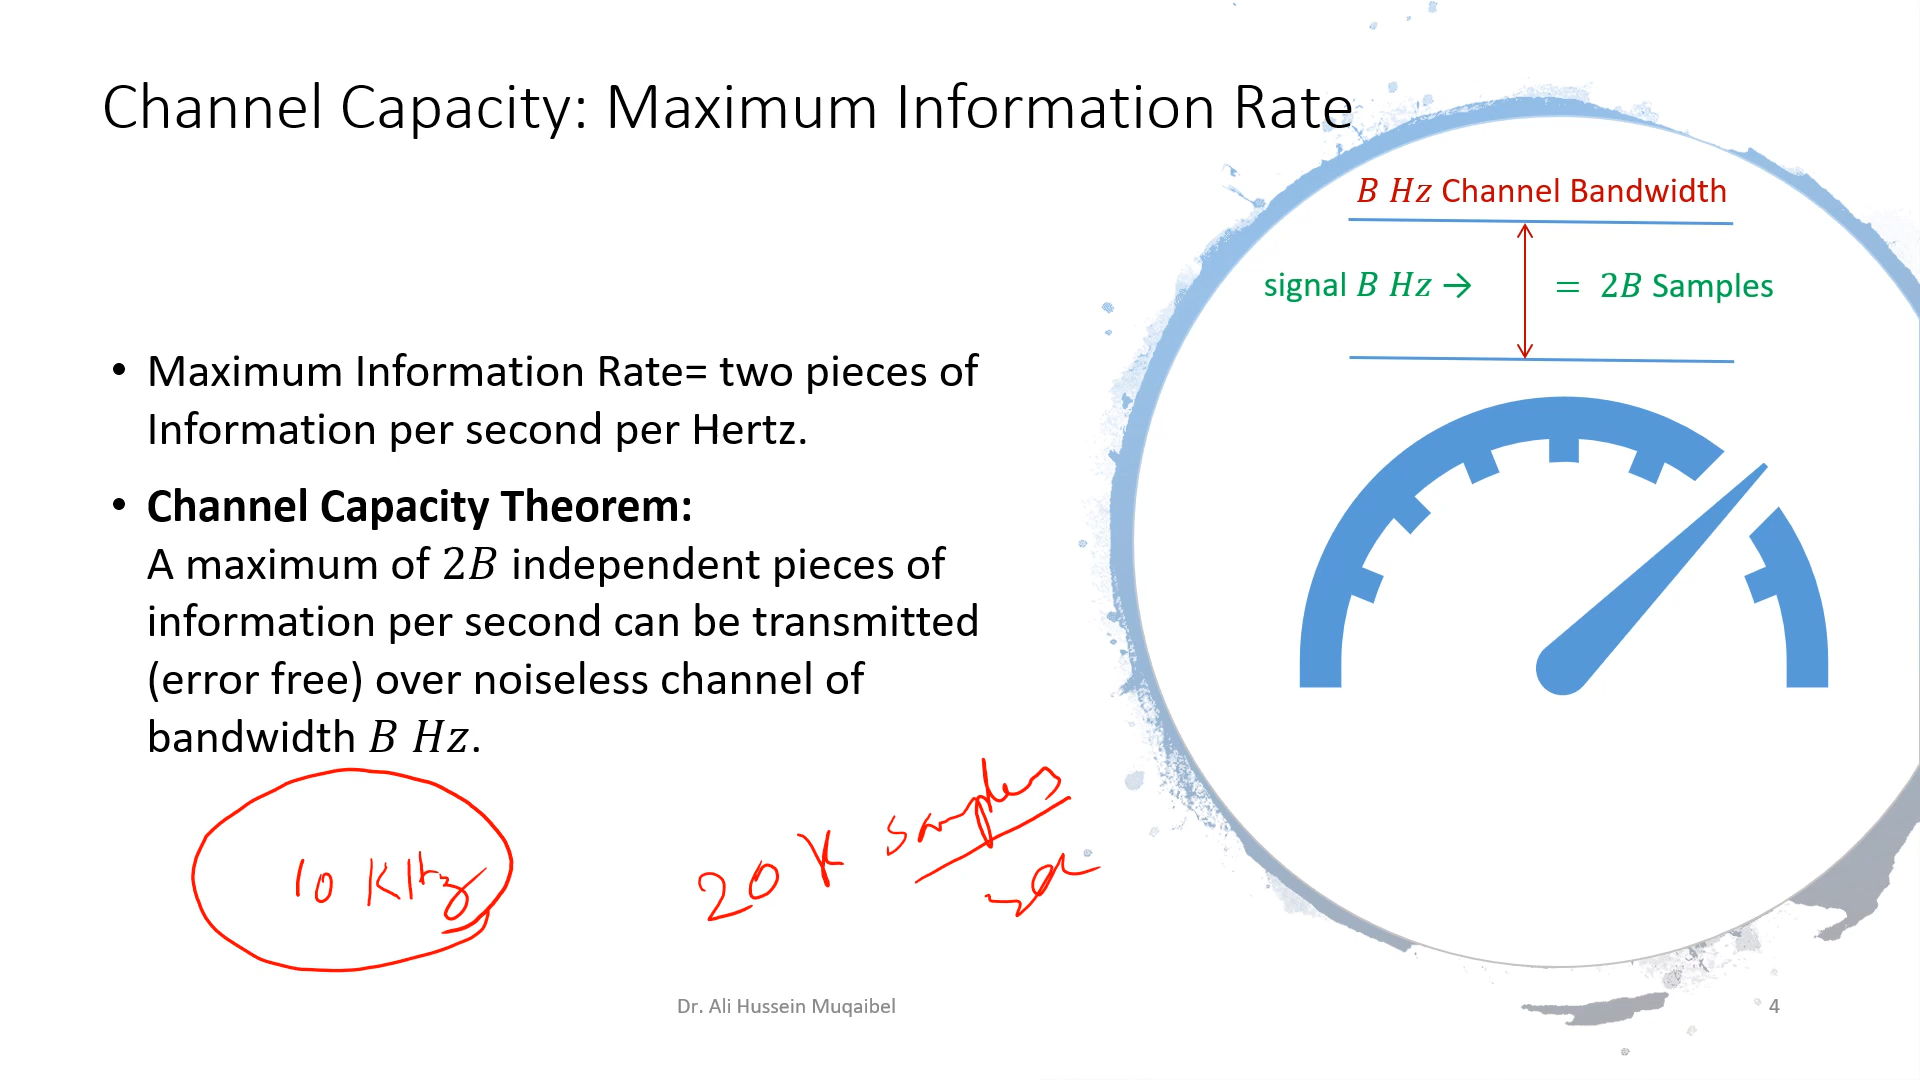 Channel Capacity: Maximum Information Rate
B Hz Channel Bandwidth
signal B Hz → = 2B Samples
• Maximum Information Rate= two pieces of
Information per second per Hertz.
• Channel Capacity Theorem:
A maximum of 2B independent pieces of
information per second can be transmitted
(error free) over noiseless channel of
bandwidth B Hz.
10 KHz
20 K samples
Dr. Ali Hussein Muqaibel
4